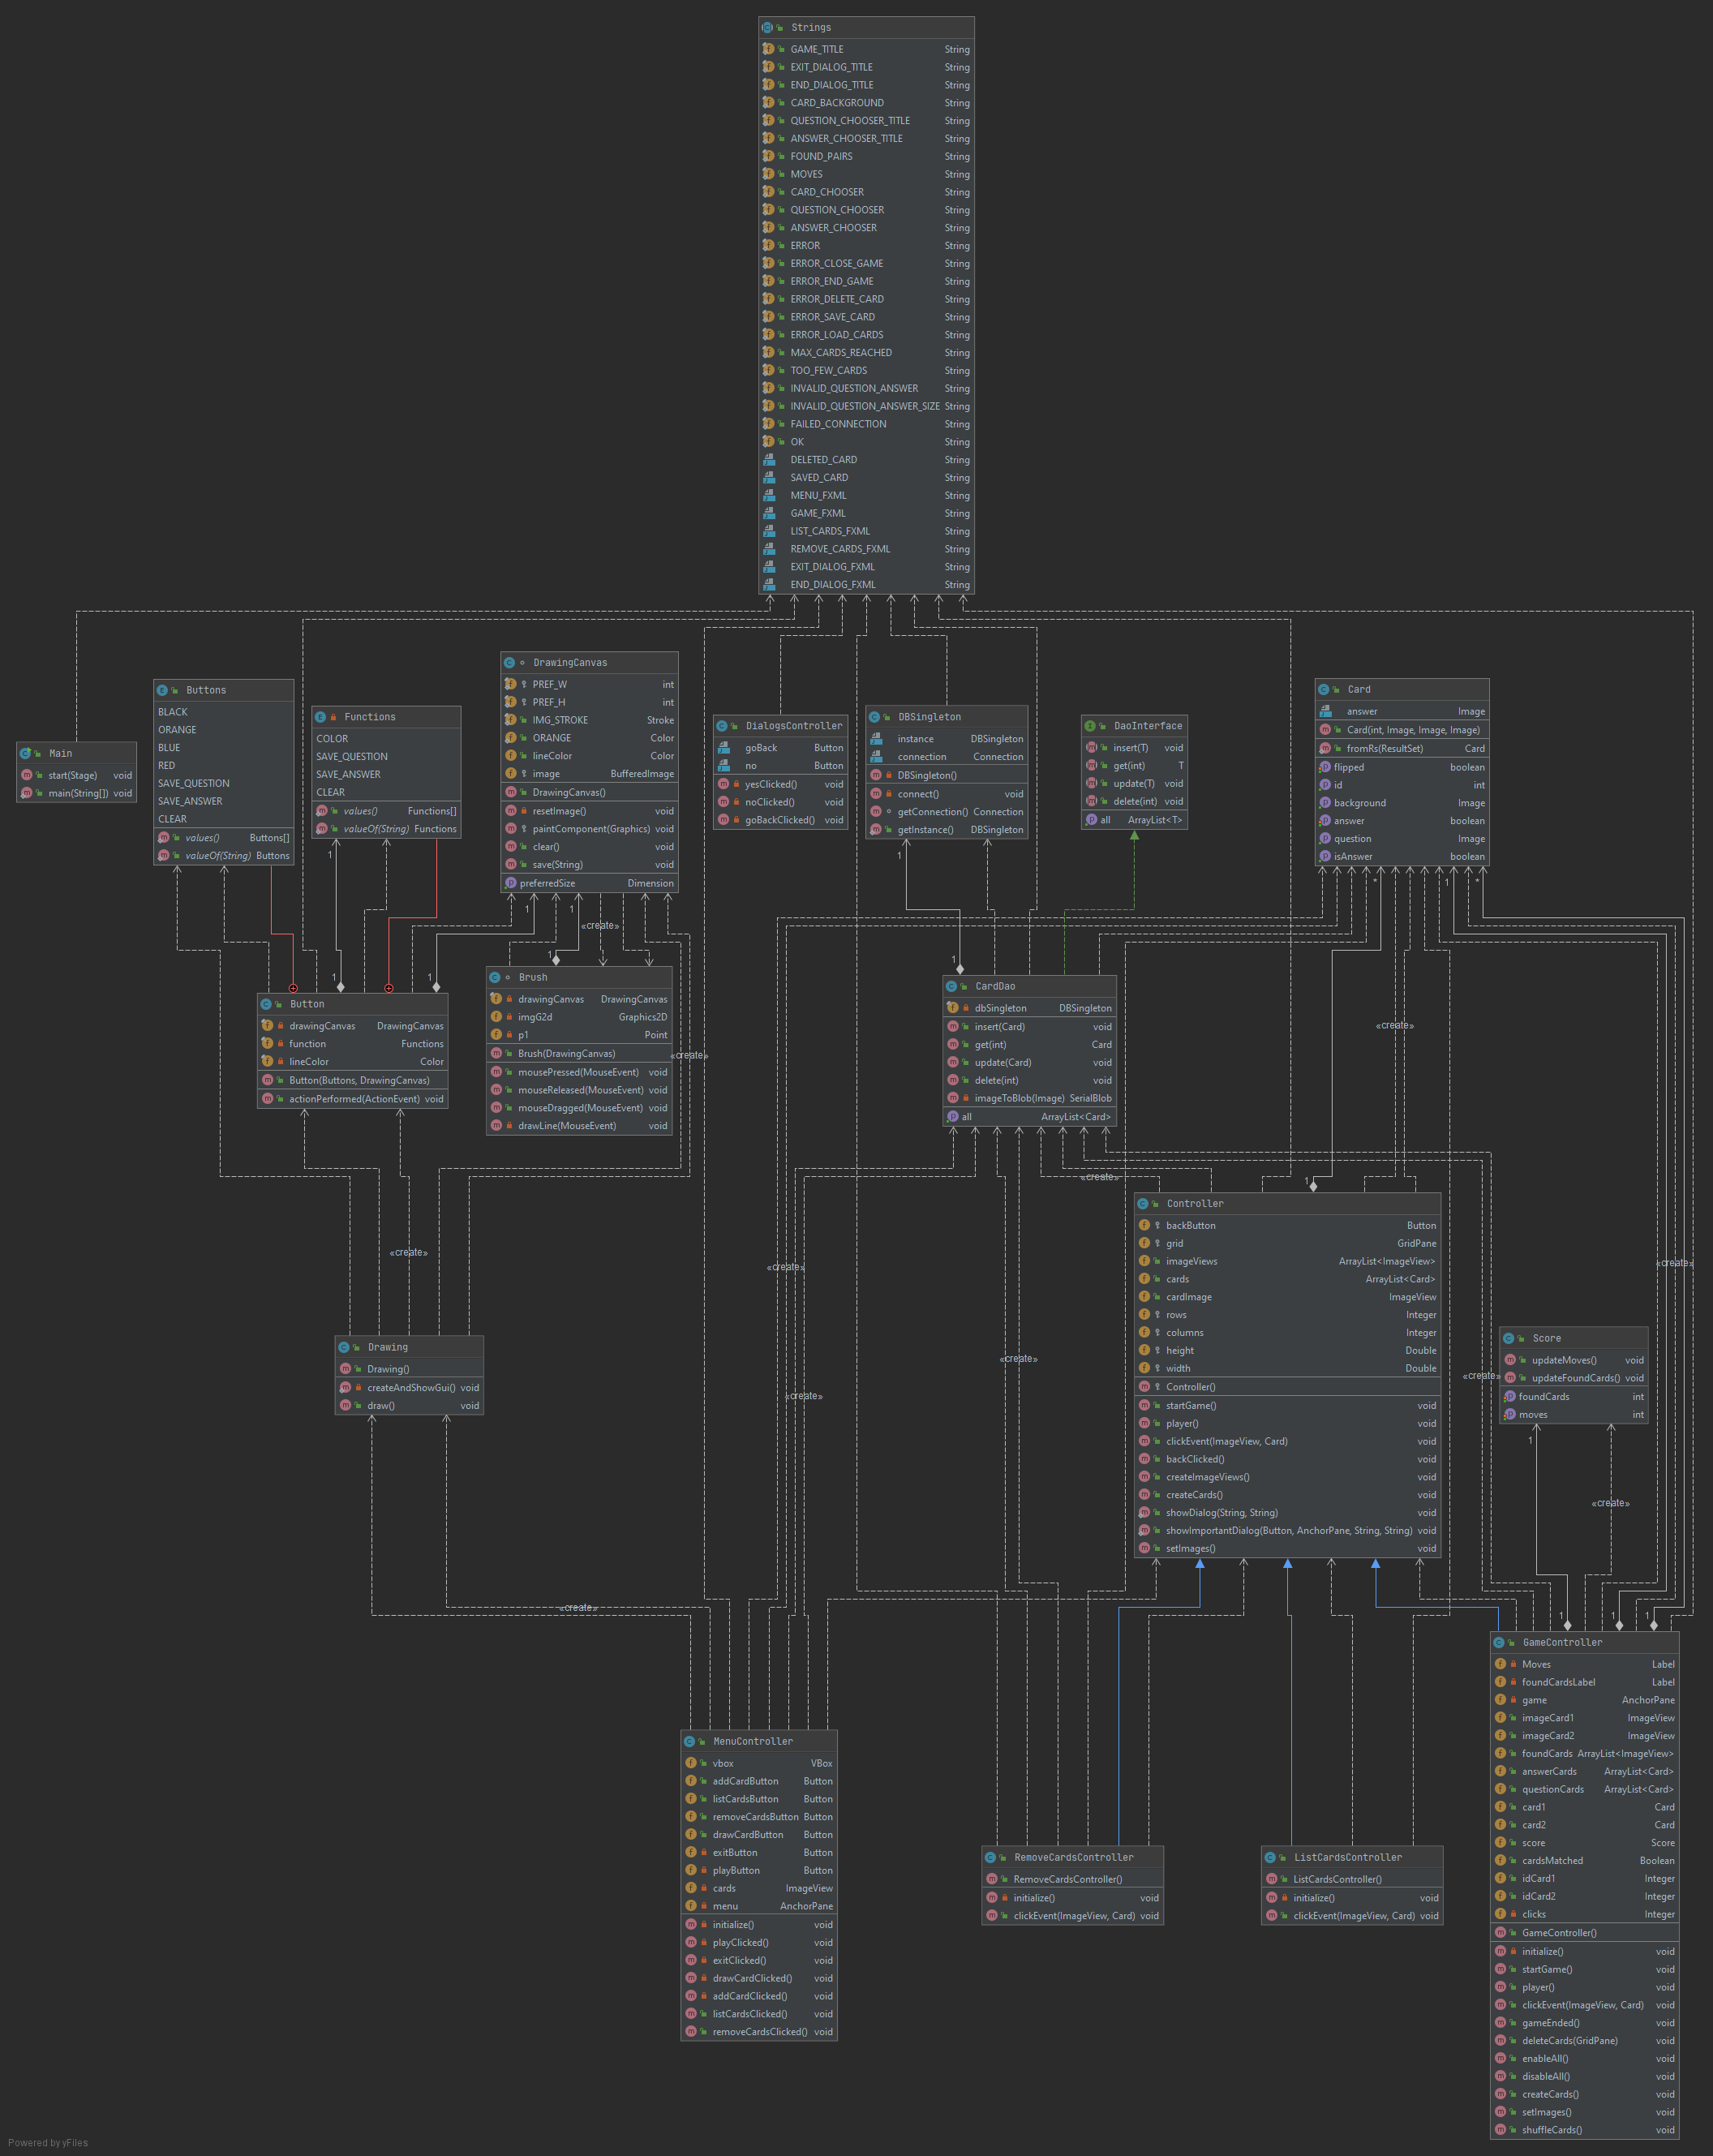 Strings
GAME_TITLE String
EXIT_DIALOG_TITLE String
END_DIALOG_TITLE String
CARD_BACKGROUND String
QUESTION_CHOOSER_TITLE String
ANSWER_CHOOSER_TITLE String
FOUND_PAIRS String
MOVES String
CARD_CHOOSER String
QUESTION_CHOOSER String
ANSWER_CHOOSER String
ERROR String
ERROR_CLOSE_GAME String
ERROR_END_GAME String
ERROR_DELETE_CARD String
ERROR_SAVE_CARD String
ERROR_LOAD_CARDS String
MAX_CARDS_REACHED String
TOO_FEW_CARDS String
INVALID_QUESTION_ANSWER String
INVALID_QUESTION_ANSWER_SIZE String
FAILED_CONNECTION String
OK String
DELETED_CARD String
SAVED_CARD String
MENU_FXML String
GAME_FXML String
LIST_CARDS_FXML String
REMOVE_CARDS_FXML String
EXIT_DIALOG_FXML String
END_DIALOG_FXML String
Main
start(Stage) void
main(String[]) void
Buttons
BLACK
ORANGE
BLUE
RED
SAVE_QUESTION
SAVE_ANSWER
CLEAR
values() Buttons[]
valueOf(String) Buttons
Functions
COLOR
SAVE_QUESTION
SAVE_ANSWER
CLEAR
values() Functions[]
valueOf(String) Functions
DrawingCanvas
PREF_W int
PREF_H int
IMG_STROKE Stroke
ORANGE Color
lineColor Color
image BufferedImage
DrawingCanvas()
resetImage() void
paintComponent(Graphics) void
clear() void
save(String) void
preferredSize Dimension
DialogsController
goBack Button
no Button
yesClicked() void
noClicked() void
goBackClicked() void
DBSingleton
instance DBSingleton
connection Connection
DBSingleton()
connect() void
getConnection() Connection
getInstance() DBSingleton
DaoInterface
insert(T) void
get(int) T
update(T) void
delete(int) void
all ArrayList<T>
Card
answer Image
Card(int, Image, Image, Image)
fromRs(ResultSet) Card
flipped boolean
id int
background Image
answer boolean
question Image
isAnswer boolean
1
1
1
1
*
1
*
«create»
1
1
1
1
Button
drawingCanvas DrawingCanvas
function Functions
lineColor Color
Button(Buttons, DrawingCanvas)
actionPerformed(ActionEvent) void
Brush
drawingCanvas DrawingCanvas
imgG2d Graphics2D
p1 Point
Brush(DrawingCanvas)
mousePressed(MouseEvent) void
mouseReleased(MouseEvent) void
mouseDragged(MouseEvent) void
drawLine(MouseEvent) void
«create»
CardDao
dbSingleton DBSingleton
insert(Card) void
get(int) Card
update(Card) void
delete(int) void
imageToBlob(Image) SerialBlob
all ArrayList<Card>
«create»
«create»
1
Controller
backButton Button
grid GridPane
imageViews ArrayList<ImageView>
cards ArrayList<Card>
cardImage ImageView
rows Integer
columns Integer
height Double
width Double
Controller()
startGame() void
player() void
clickEvent(ImageView, Card) void
backClicked() void
createImageViews() void
createCards() void
showDialog(String, String) void
showImportantDialog(Button, AnchorPane, String, String) void
setImages() void
«create»
«create»
«create»
Drawing
Drawing()
createAndShowGui() void
draw() void
«create»
«create»
«create»
Score
updateMoves() void
updateFoundCards() void
foundCards int
moves int
1
«create»
«create»
1
1
1
GameController
Moves Label
foundCardsLabel Label
game AnchorPane
imageCard1 ImageView
imageCard2 ImageView
foundCards ArrayList<ImageView>
answerCards ArrayList<Card>
questionCards ArrayList<Card>
card1 Card
card2 Card
score Score
cardsMatched Boolean
idCard1 Integer
idCard2 Integer
clicks Integer
GameController()
initialize() void
startGame() void
player() void
clickEvent(ImageView, Card) void
gameEnded() void
deleteCards(GridPane) void
enableAll() void
disableAll() void
createCards() void
setImages() void
shuffleCards() void
MenuController
vbox VBox
addCardButton Button
listCardsButton Button
removeCardsButton Button
drawCardButton Button
exitButton Button
playButton Button
cards ImageView
menu AnchorPane
initialize() void
playClicked() void
exitClicked() void
drawCardClicked() void
addCardClicked() void
listCardsClicked() void
removeCardsClicked() void
RemoveCardsController
RemoveCardsController()
initialize() void
clickEvent(ImageView, Card) void
ListCardsController
ListCardsController()
initialize() void
clickEvent(ImageView, Card) void
Powered by yFiles